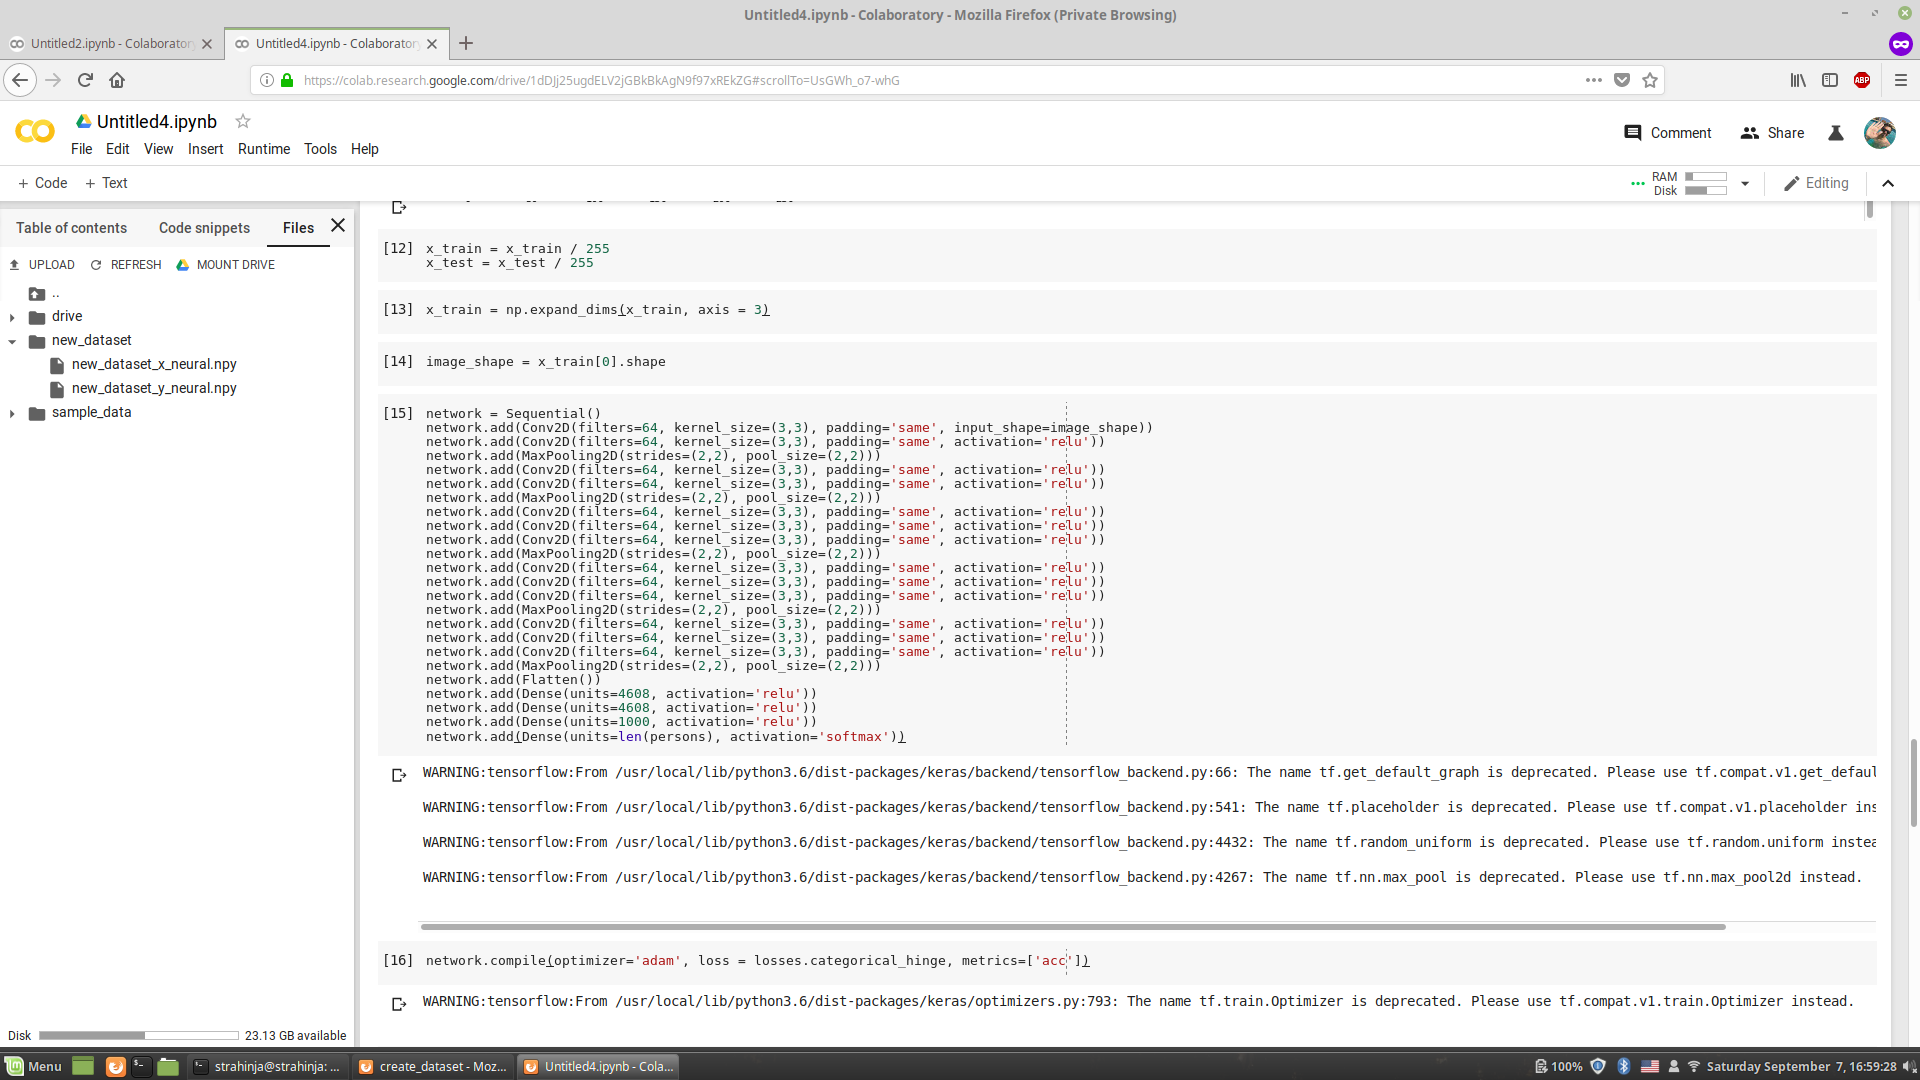 Untitled4.ipynb - Colaboratory - Mozilla Firefox (Private Browsing)
Untitled2.ipynb - Colaborator
Untitled4.ipynb - Colaborator
https://colab.research.google.com/drive/1dDJj25ugdELV2jGBkBkAgN9f97xREkZG#scrollTo=UsGWh_o7-whG
ABP
Untitled4.ipynb
Comment
Share
File Edit View Insert Runtime Tools Help
+ Code + Text
RAM
Disk
Editing
Table of contents Code snippets Files
UPLOAD REFRESH MOUNT DRIVE
..
drive
new_dataset
new_dataset_x_neural.npy
new_dataset_y_neural.npy
sample_data
Disk 23.13 GB available
[12] x_train = x_train / 255
x_test = x_test / 255
[13] x_train = np.expand_dims(x_train, axis = 3)
[14] image_shape = x_train[0].shape
[15] network = Sequential()
network.add(Conv2D(filters=64, kernel_size=(3,3), padding='same', input_shape=image_shape))
network.add(Conv2D(filters=64, kernel_size=(3,3), padding='same', activation='relu'))
network.add(MaxPooling2D(strides=(2,2), pool_size=(2,2)))
network.add(Conv2D(filters=64, kernel_size=(3,3), padding='same', activation='relu'))
network.add(Conv2D(filters=64, kernel_size=(3,3), padding='same', activation='relu'))
network.add(MaxPooling2D(strides=(2,2), pool_size=(2,2)))
network.add(Conv2D(filters=64, kernel_size=(3,3), padding='same', activation='relu'))
network.add(Conv2D(filters=64, kernel_size=(3,3), padding='same', activation='relu'))
network.add(Conv2D(filters=64, kernel_size=(3,3), padding='same', activation='relu'))
network.add(MaxPooling2D(strides=(2,2), pool_size=(2,2)))
network.add(Conv2D(filters=64, kernel_size=(3,3), padding='same', activation='relu'))
network.add(Conv2D(filters=64, kernel_size=(3,3), padding='same', activation='relu'))
network.add(Conv2D(filters=64, kernel_size=(3,3), padding='same', activation='relu'))
network.add(MaxPooling2D(strides=(2,2), pool_size=(2,2)))
network.add(Conv2D(filters=64, kernel_size=(3,3), padding='same', activation='relu'))
network.add(Conv2D(filters=64, kernel_size=(3,3), padding='same', activation='relu'))
network.add(Conv2D(filters=64, kernel_size=(3,3), padding='same', activation='relu'))
network.add(MaxPooling2D(strides=(2,2), pool_size=(2,2)))
network.add(Flatten())
network.add(Dense(units=4608, activation='relu'))
network.add(Dense(units=4608, activation='relu'))
network.add(Dense(units=1000, activation='relu'))
network.add(Dense(units=len(persons), activation='softmax'))
WARNING:tensorflow:From /usr/local/lib/python3.6/dist-packages/keras/backend/tensorflow_backend.py:66: The name tf.get_default_graph is deprecated. Please use tf.compat.v1.get_defaul
WARNING:tensorflow:From /usr/local/lib/python3.6/dist-packages/keras/backend/tensorflow_backend.py:541: The name tf.placeholder is deprecated. Please use tf.compat.v1.placeholder ins
WARNING:tensorflow:From /usr/local/lib/python3.6/dist-packages/keras/backend/tensorflow_backend.py:4432: The name tf.random_uniform is deprecated. Please use tf.random.uniform instea
WARNING:tensorflow:From /usr/local/lib/python3.6/dist-packages/keras/backend/tensorflow_backend.py:4267: The name tf.nn.max_pool is deprecated. Please use tf.nn.max_pool2d instead.
[16] network.compile(optimizer='adam', loss = losses.categorical_hinge, metrics=['acc'])
WARNING:tensorflow:From /usr/local/lib/python3.6/dist-packages/keras/optimizers.py:793: The name tf.train.Optimizer is deprecated. Please use tf.compat.v1.train.Optimizer instead.
Menu
strahinja@strahinja: ...
create_dataset - Moz...
Untitled4.ipynb - Cola...
100%
Saturday September 7, 16:59:28